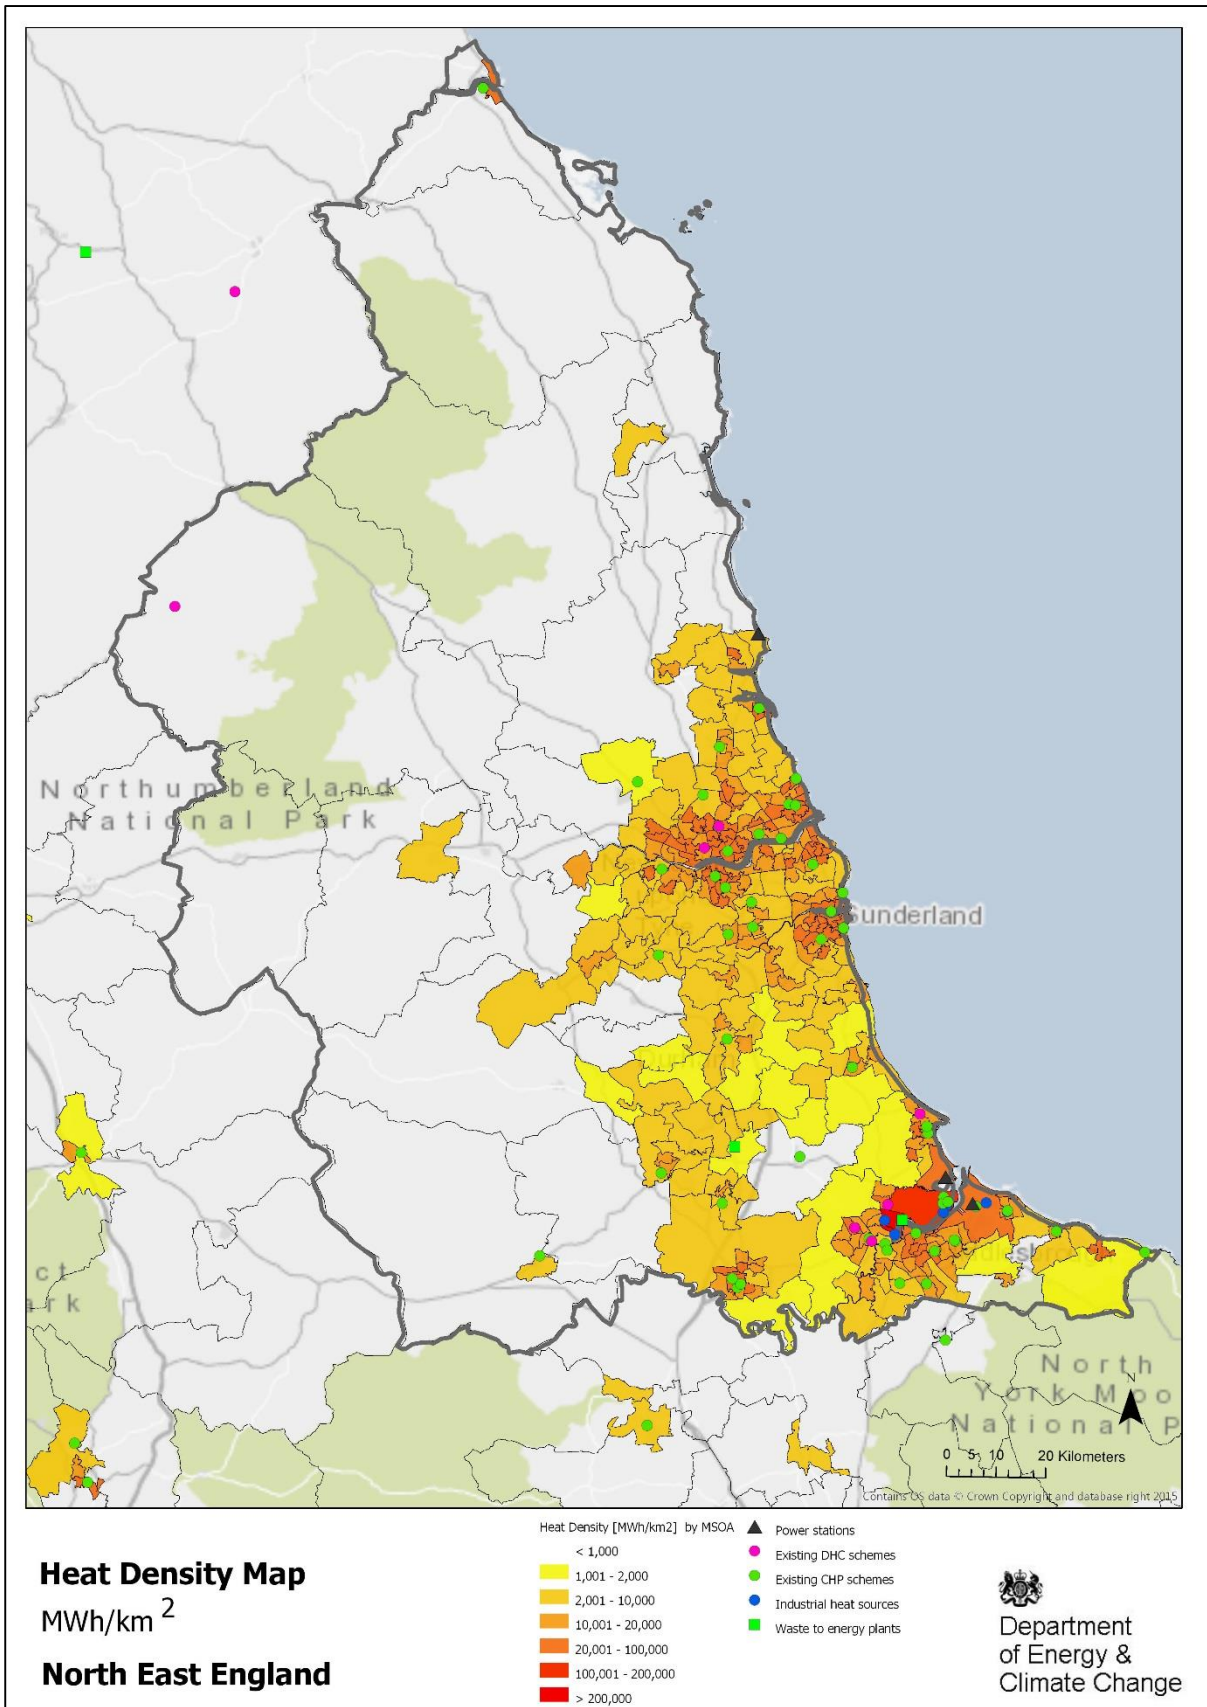 Northumberland
National Park
Sunderland
Durham
North
York Moo
National P
N
0 5 10 20 Kilometers
Contains OS data © Crown Copyright and database right 2015
Heat Density Map
MWh/km 2
North East England
Heat Density [MWh/km2] by MSOA
< 1,000
1,001 - 2,000
2,001 - 10,000
10,001 - 20,000
20,001 - 100,000
100,001 - 200,000
> 200,000
Power stations
Existing DHC schemes
Existing CHP schemes
Industrial heat sources
Waste to energy plants
Department
of Energy &
Climate Change